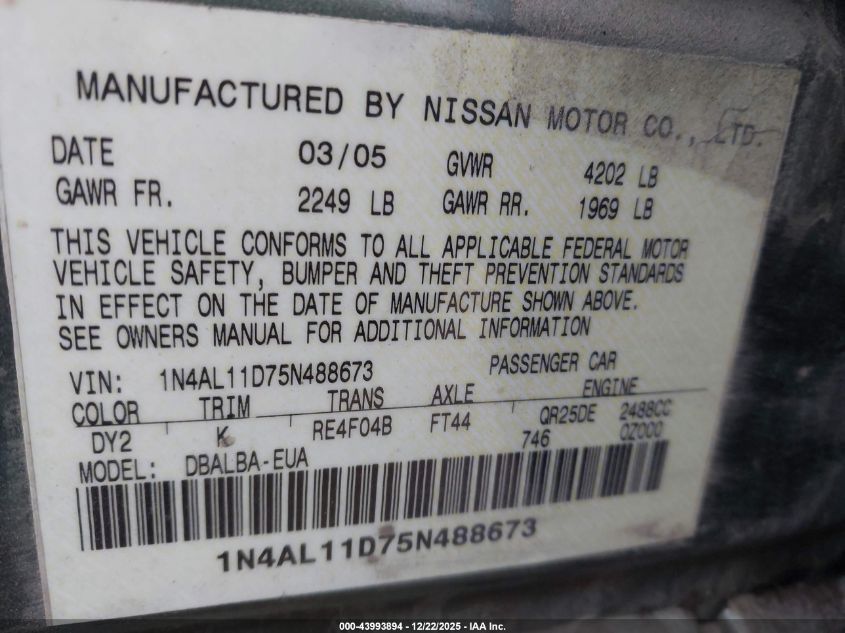 MANUFACTURED BY NISSAN MOTOR CO., LTD.
DATE 03/05 GVWR 4202 LB
GAWR FR. 2249 LB GAWR RR. 1969 LB
THIS VEHICLE CONFORMS TO ALL APPLICABLE FEDERAL MOTOR
VEHICLE SAFETY, BUMPER AND THEFT PREVENTION STANDARDS
IN EFFECT ON THE DATE OF MANUFACTURE SHOWN ABOVE.
SEE OWNERS MANUAL FOR ADDITIONAL INFORMATION
VIN: 1N4AL11D75N488673 PASSENGER CAR
COLOR TRIM TRANS AXLE ENGINE
DY2 K RE4F04B FT44 QR25DE 2488CC
746 0Z000
MODEL: DBALBA-EUA
1N4AL11D75N488673
000-43993894 - 12/22/2025 - IAA Inc.